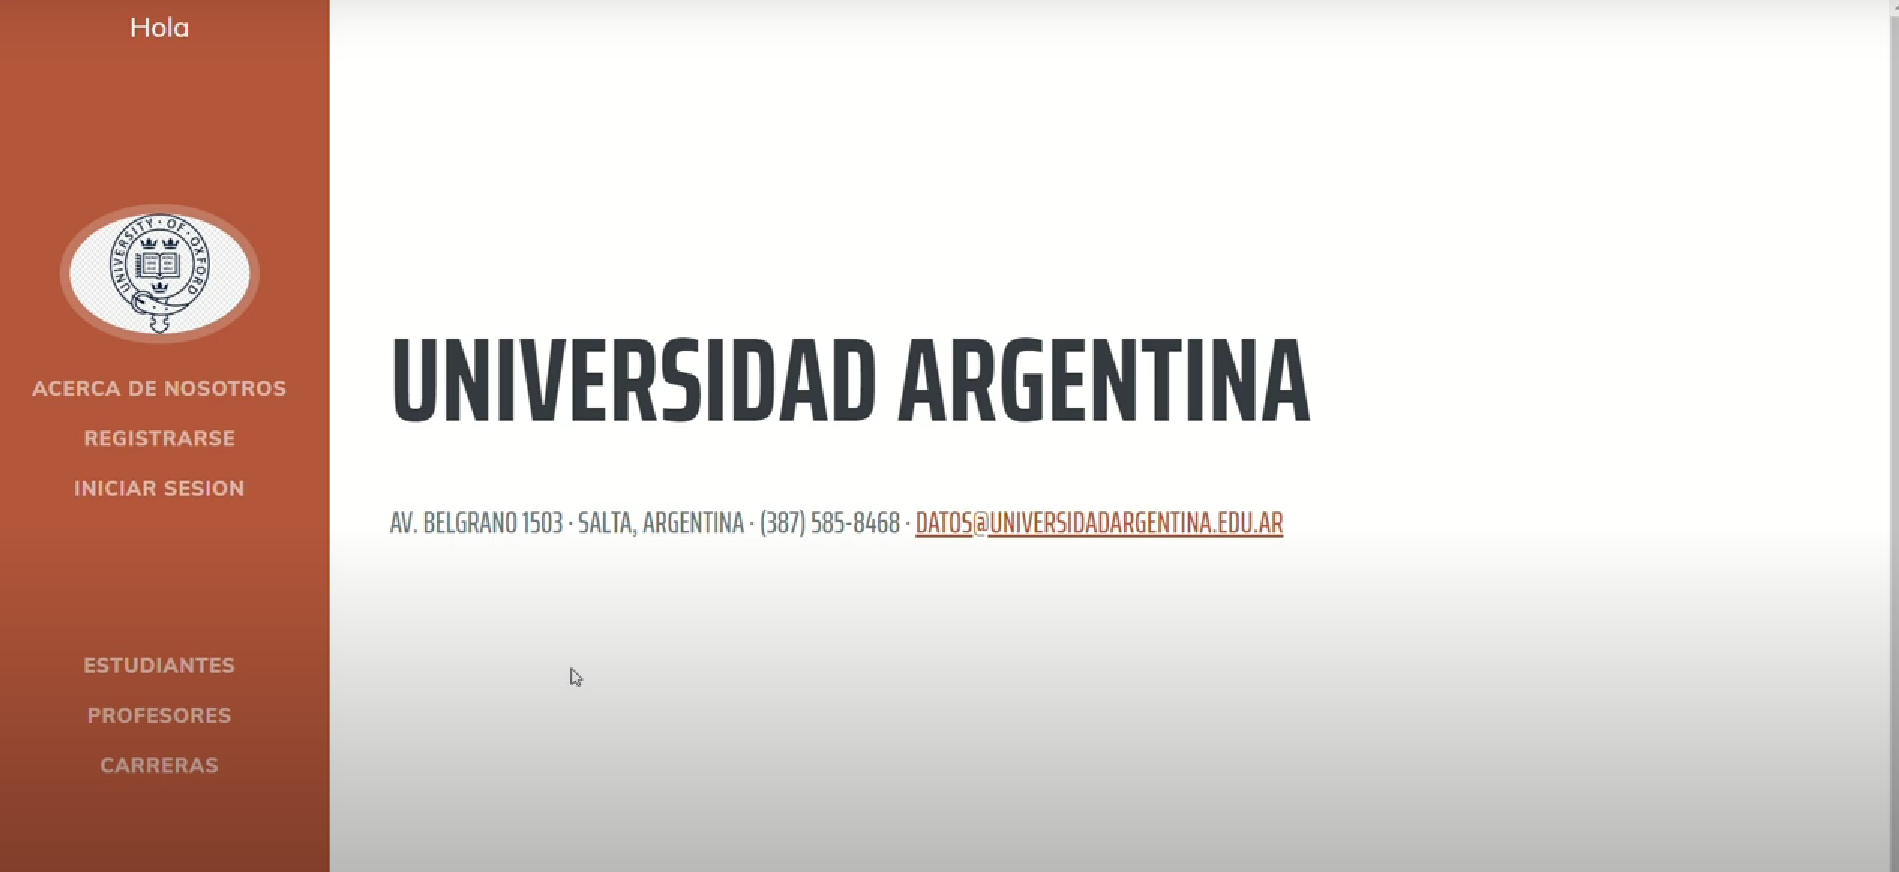 Hola
UNIVERSITY · OF · OXFORD
ACERCA DE NOSOTROS
REGISTRARSE
INICIAR SESION
ESTUDIANTES
PROFESORES
CARRERAS
UNIVERSIDAD ARGENTINA
AV. BELGRANO 1503 · SALTA, ARGENTINA · (387) 585-8468 · DATOS@UNIVERSIDADARGENTINA.EDU.AR